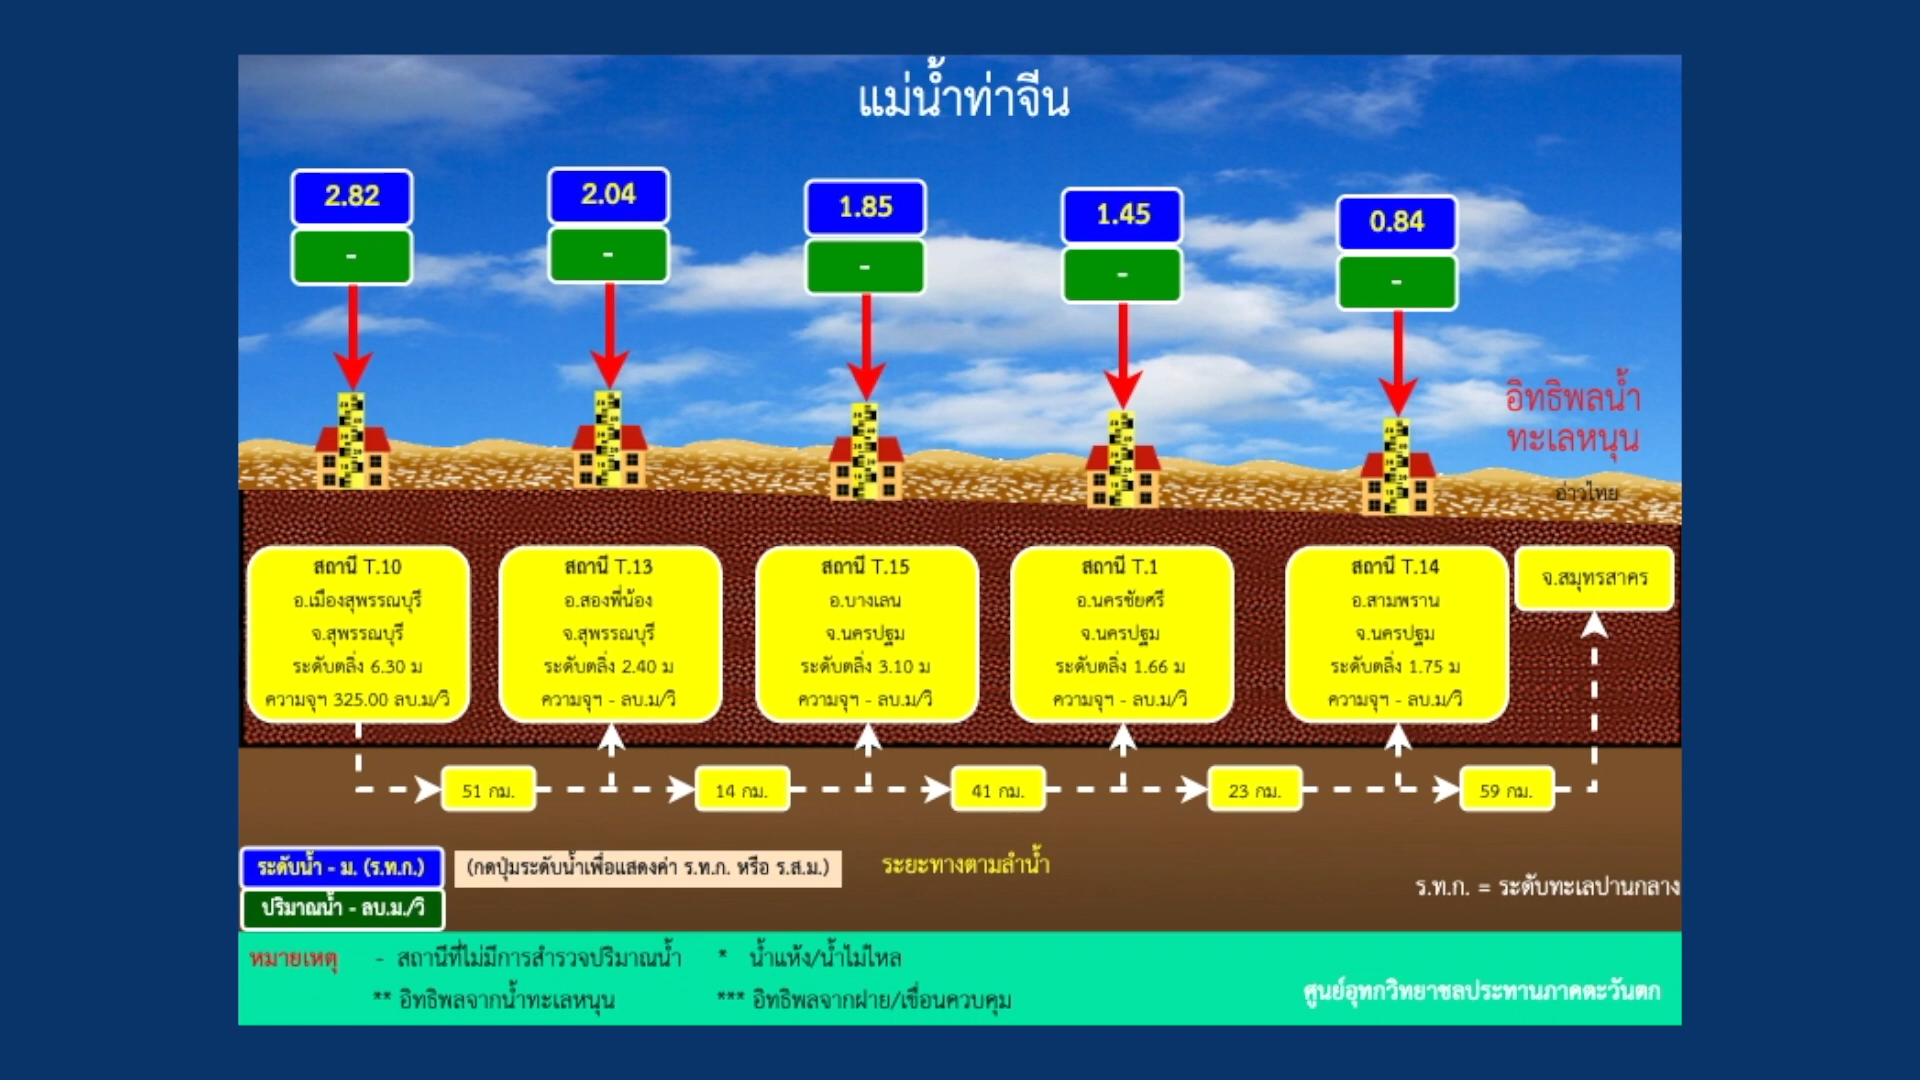 แม่น้ำท่าจีน
2.82
2.04
1.85
1.45
0.84
-
-
-
-
-
อิทธิพลน้ำ
ทะเลหนุน
อ่าวไทย
สถานี T.10
อ.เมืองสุพรรณบุรี
จ.สุพรรณบุรี
ระดับตลิ่ง 6.30 ม
ความจุฯ 325.00 ลบ.ม/วิ
สถานี T.13
อ.สองพี่น้อง
จ.สุพรรณบุรี
ระดับตลิ่ง 2.40 ม
ความจุฯ - ลบ.ม/วิ
สถานี T.15
อ.บางเลน
จ.นครปฐม
ระดับตลิ่ง 3.10 ม
ความจุฯ - ลบ.ม/วิ
สถานี T.1
อ.นครชัยศรี
จ.นครปฐม
ระดับตลิ่ง 1.66 ม
ความจุฯ - ลบ.ม/วิ
สถานี T.14
อ.สามพราน
จ.นครปฐม
ระดับตลิ่ง 1.75 ม
ความจุฯ - ลบ.ม/วิ
จ.สมุทรสาคร
51 กม.
14 กม.
41 กม.
23 กม.
59 กม.
ระดับน้ำ - ม. (ร.ท.ก.)
(กดปุ่มระดับน้ำเพื่อแสดงค่า ร.ท.ก. หรือ ร.ส.ม.)
ระยะทางตามลำน้ำ
ร.ท.ก. = ระดับทะเลปานกลาง
ปริมาณน้ำ - ลบ.ม./วิ
หมายเหตุ - สถานีที่ไม่มีการสำรวจปริมาณน้ำ * น้ำแห้ง/น้ำไม่ไหล
** อิทธิพลจากน้ำทะเลหนุน *** อิทธิพลจากฝาย/เขื่อนควบคุม
ศูนย์อุทกวิทยาชลประทานภาคตะวันตก